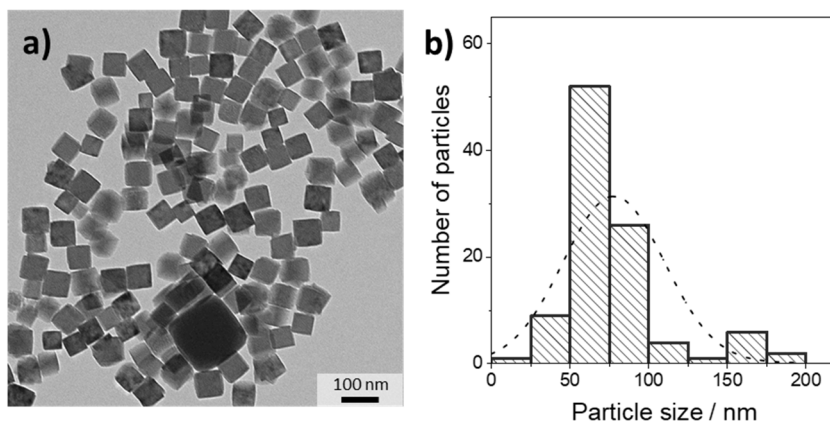 a)
100 nm
b)
Number of particles
60
40
20
0
0 50 100 150 200
Particle size / nm